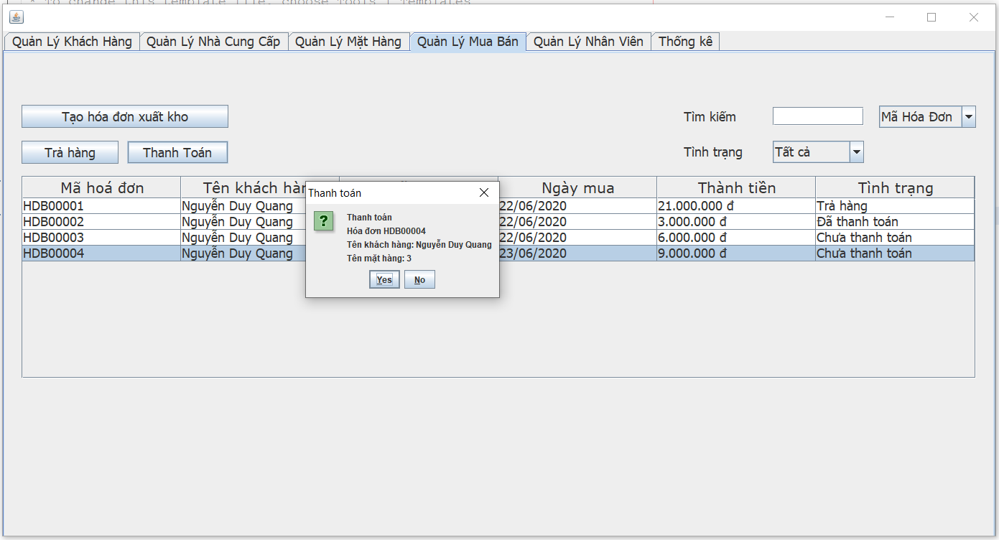 * To change this template file, choose Tools | Templates
Quản Lý Khách Hàng Quản Lý Nhà Cung Cấp Quản Lý Mặt Hàng Quản Lý Mua Bán Quản Lý Nhân Viên Thống kê
Tạo hóa đơn xuất kho Tìm kiếm Mã Hóa Đơn
Trả hàng Thanh Toán Tình trạng Tất cả
Mã hoá đơn Tên khách hàn Ngày mua Thành tiền Tình trạng
HDB00001 Nguyễn Duy Quang 22/06/2020 21.000.000 đ Trả hàng
HDB00002 Nguyễn Duy Quang 22/06/2020 3.000.000 đ Đã thanh toán
HDB00003 Nguyễn Duy Quang 22/06/2020 6.000.000 đ Chưa thanh toán
HDB00004 Nguyễn Duy Quang 23/06/2020 9.000.000 đ Chưa thanh toán
Thanh toán
Thanh toán
Hóa đơn HDB00004
Tên khách hàng: Nguyễn Duy Quang
Tên mặt hàng: 3
Yes No